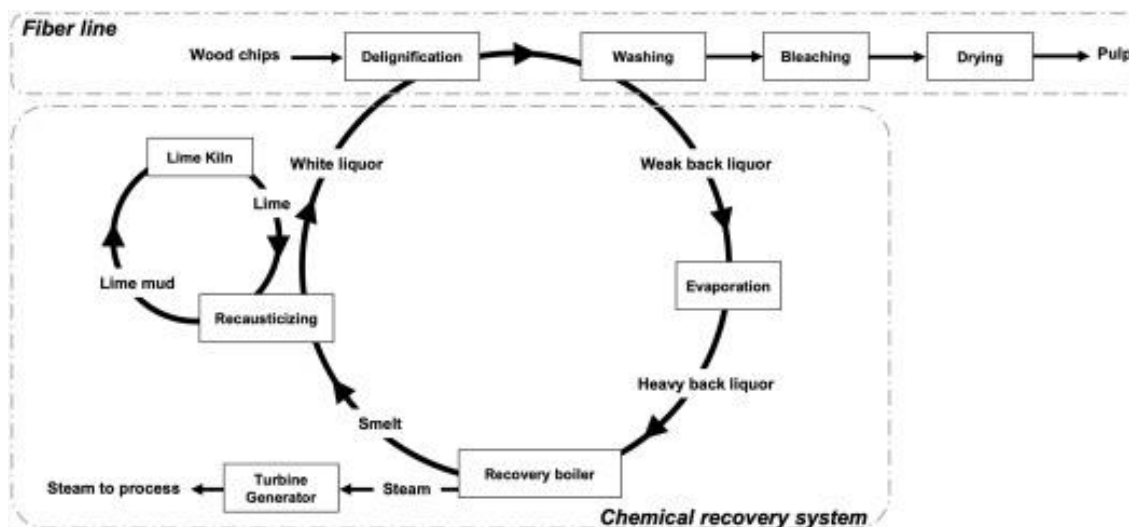 Fiber line
Wood chips
Delignification
Washing
Bleaching
Drying
Pulp
Lime Kiln
White liquor
Weak back liquor
Lime
Lime mud
Evaporation
Recausticizing
Heavy back liquor
Smelt
Recovery boiler
Steam to process
Turbine
Generator
Steam
Chemical recovery system